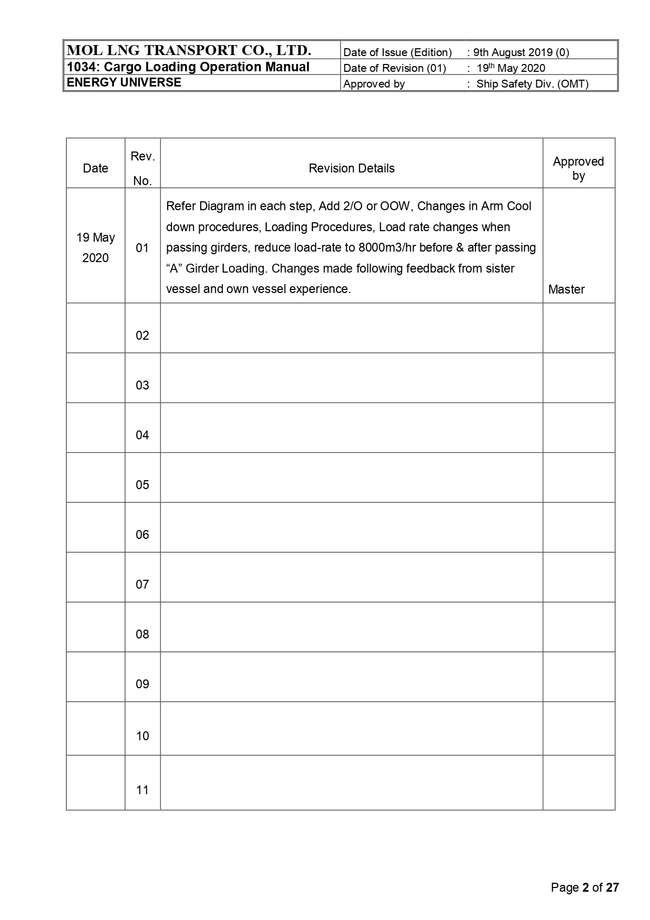 MOL LNG TRANSPORT CO., LTD.
Date of Issue (Edition) : 9th August 2019 (0)
1034: Cargo Loading Operation Manual
Date of Revision (01) : 19th May 2020
ENERGY UNIVERSE
Approved by : Ship Safety Div. (OMT)
Date
Rev.
No.
Revision Details
Approved
by
19 May
2020
01
Refer Diagram in each step, Add 2/O or OOW, Changes in Arm Cool
down procedures, Loading Procedures, Load rate changes when
passing girders, reduce load-rate to 8000m3/hr before & after passing
“A” Girder Loading. Changes made following feedback from sister
vessel and own vessel experience.
Master
02
03
04
05
06
07
08
09
10
11
Page 2 of 27